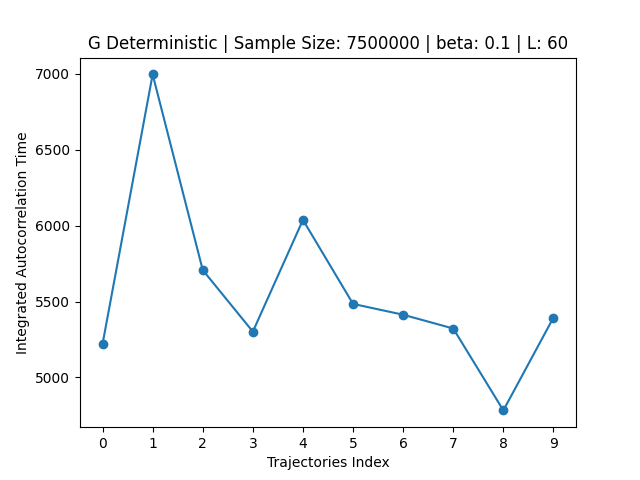 G Deterministic | Sample Size: 7500000 | beta: 0.1 | L: 60
Integrated Autocorrelation Time
7000
6500
6000
5500
5000
0 1 2 3 4 5 6 7 8 9
Trajectories Index